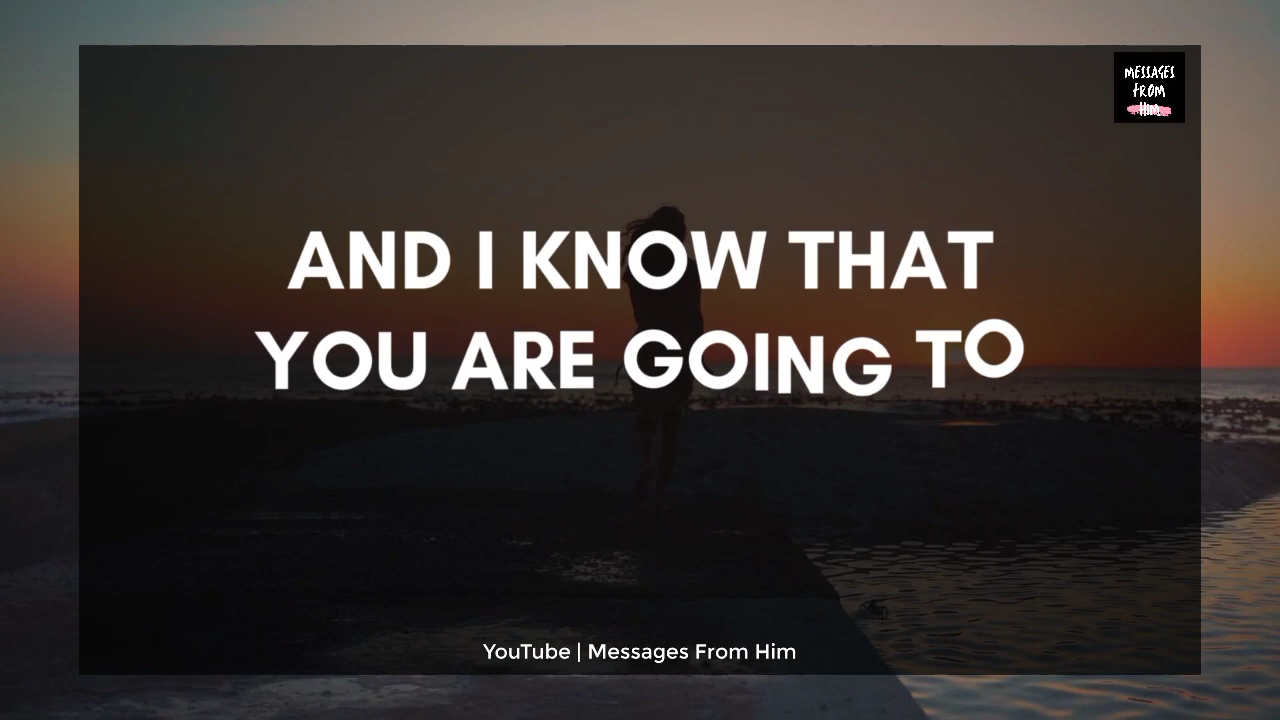 MESSAGES
FROM
Him
AND I KNOW THAT
YOU ARE GOING TO
YouTube | Messages From Him